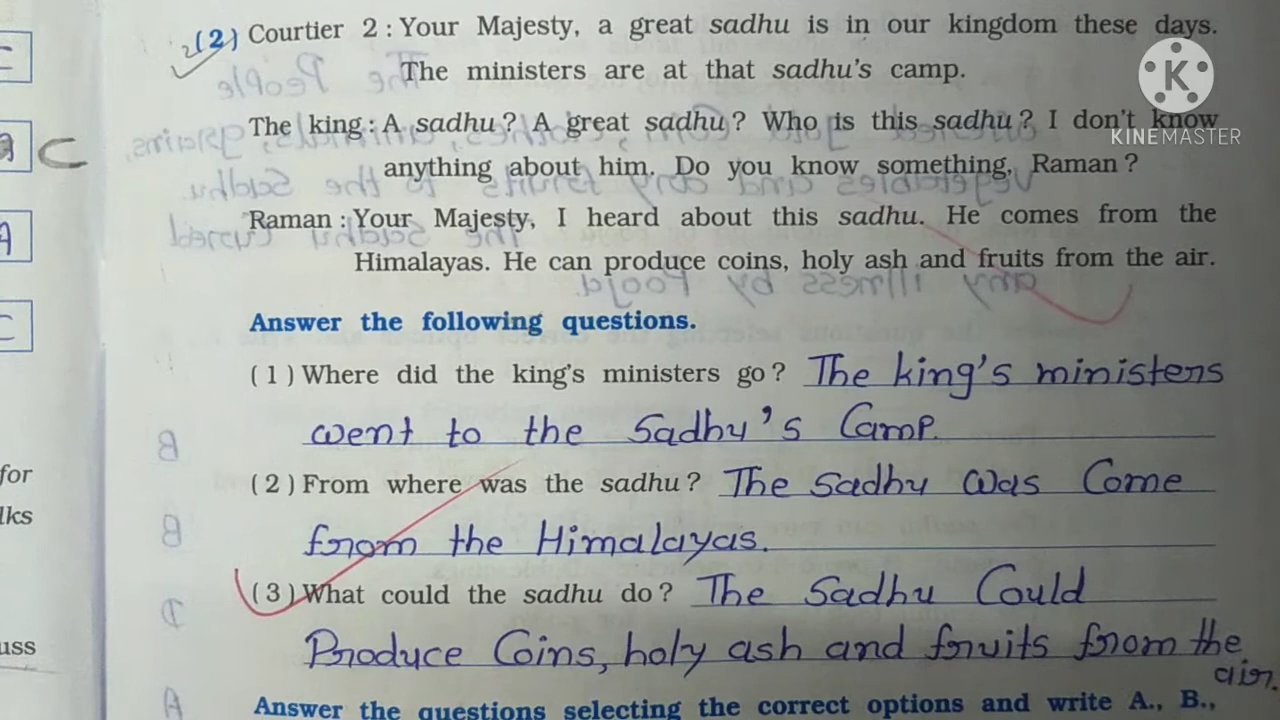 (2) Courtier 2 : Your Majesty, a great sadhu is in our kingdom these days.
The ministers are at that sadhu's camp.
K
KINEMASTER
The king : A sadhu? A great sadhu? Who is this sadhu? I don't know
C
anything about him. Do you know something, Raman?
Raman : Your Majesty, I heard about this sadhu. He comes from the
A
Himalayas. He can produce coins, holy ash and fruits from the air.
C
Answer the following questions.
(1) Where did the king's ministers go? The king's ministers
went to the Sadhu's Camp.
for
(2) From where was the sadhu? The Sadhu was Come
lks
from the Himalayas.
(3) What could the sadhu do? The Sadhu Could
uss
Produce Coins, holy ash and fruits from the
air.
Answer the questions selecting the correct options and write A., B.,